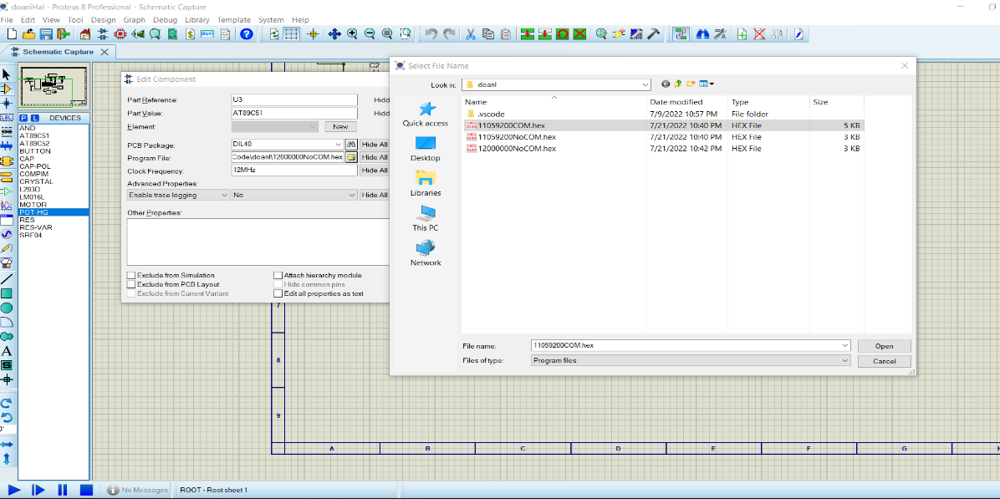 doaniHai - Proteus 8 Professional - Schematic Capture
File Edit View Tool Design Graph Debug Library Template System Help
Schematic Capture
C2
P L DEVICES
AND
AT89C51
AT89C52
BUTTON
CAP
CAP-POL
COMPIM
CRYSTAL
L293D
LM016L
MOTOR
POT-HG
RES
RES-VAR
SRF04
Edit Component
Part Reference: U3 Hidd
Part Value: AT89C51 Hidd
Element: New
PCB Package: DIL40 Hide All
Program File: Code\doanI\12000000NoCOM.hex Hide All
Clock Frequency: 12MHz Hide All
Advanced Properties:
Enable trace logging No Hide All
Other Properties:
Exclude from Simulation Attach hierarchy module
Exclude from PCB Layout Hide common pins
Exclude from Current Variant Edit all properties as text
Select File Name
Look in: doanI
Quick access
Desktop
Libraries
This PC
Network
Name Date modified Type Size
.vscode 7/9/2022 10:57 PM File folder
11059200COM.hex 7/21/2022 10:40 PM HEX File 5 KB
11059200NoCOM.hex 7/21/2022 10:40 PM HEX File 3 KB
12000000NoCOM.hex 7/21/2022 10:42 PM HEX File 3 KB
File name: 11059200COM.hex Open
Files of type: Program files Cancel
7
8
9
A B C D E F G
No Messages ROOT - Root sheet 1